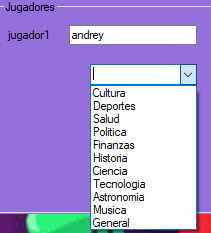 Jugadores
jugador1 andrey
Cultura
Deportes
Salud
Politica
Finanzas
Historia
Ciencia
Tecnologia
Astronomia
Musica
General